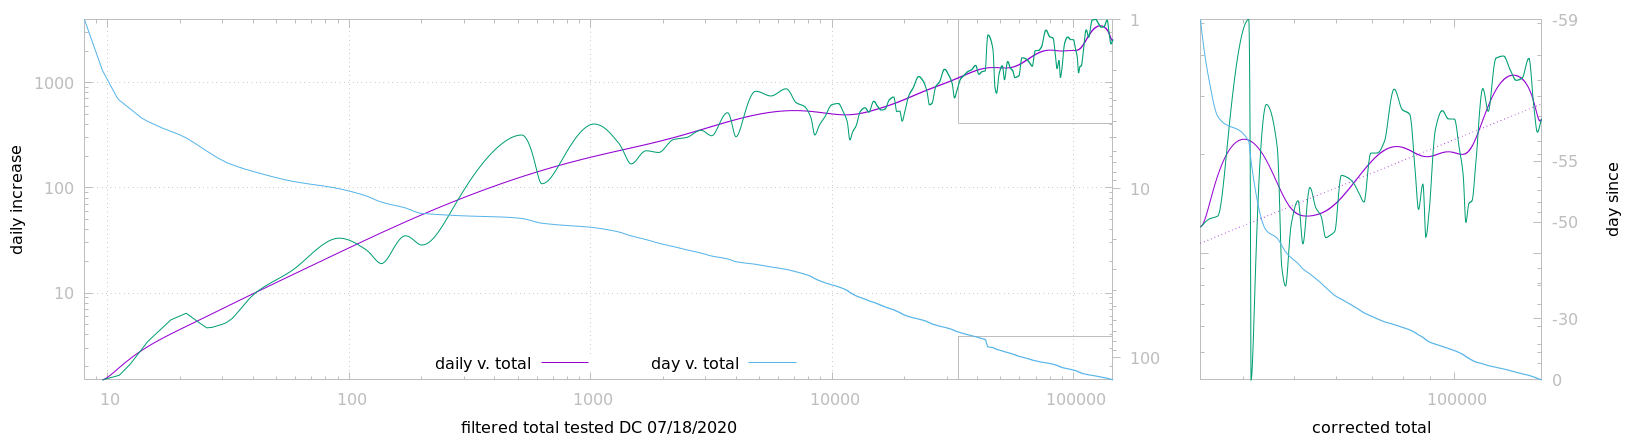 1000
100
10
daily increase
1
10
100
daily v. total
day v. total
10
100
1000
10000
100000
filtered total tested DC 07/18/2020
-59
-55
-50
-30
0
day since
100000
corrected total